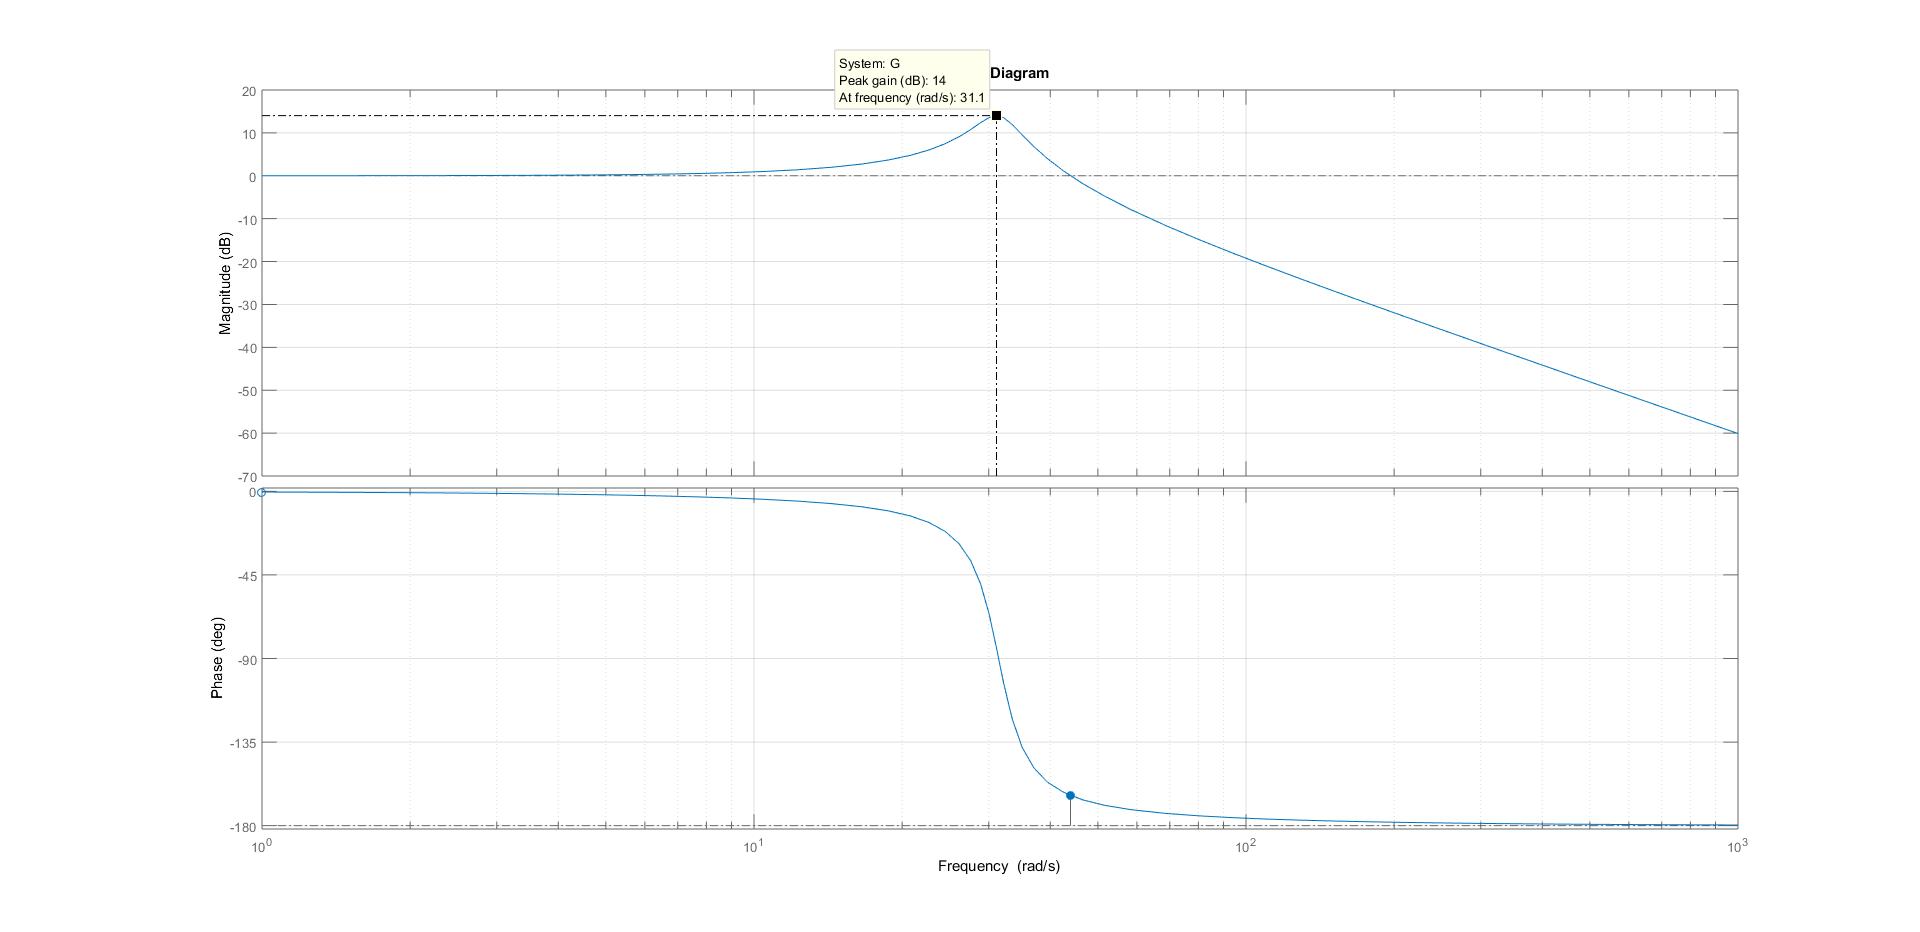 System: G
Peak gain (dB): 14
At frequency (rad/s): 31.1
Diagram
20
10
0
-10
-20
-30
-40
-50
-60
-70
Magnitude (dB)
0
-45
-90
-135
-180
Phase (deg)
10^0 10^1 10^2 10^3
Frequency (rad/s)